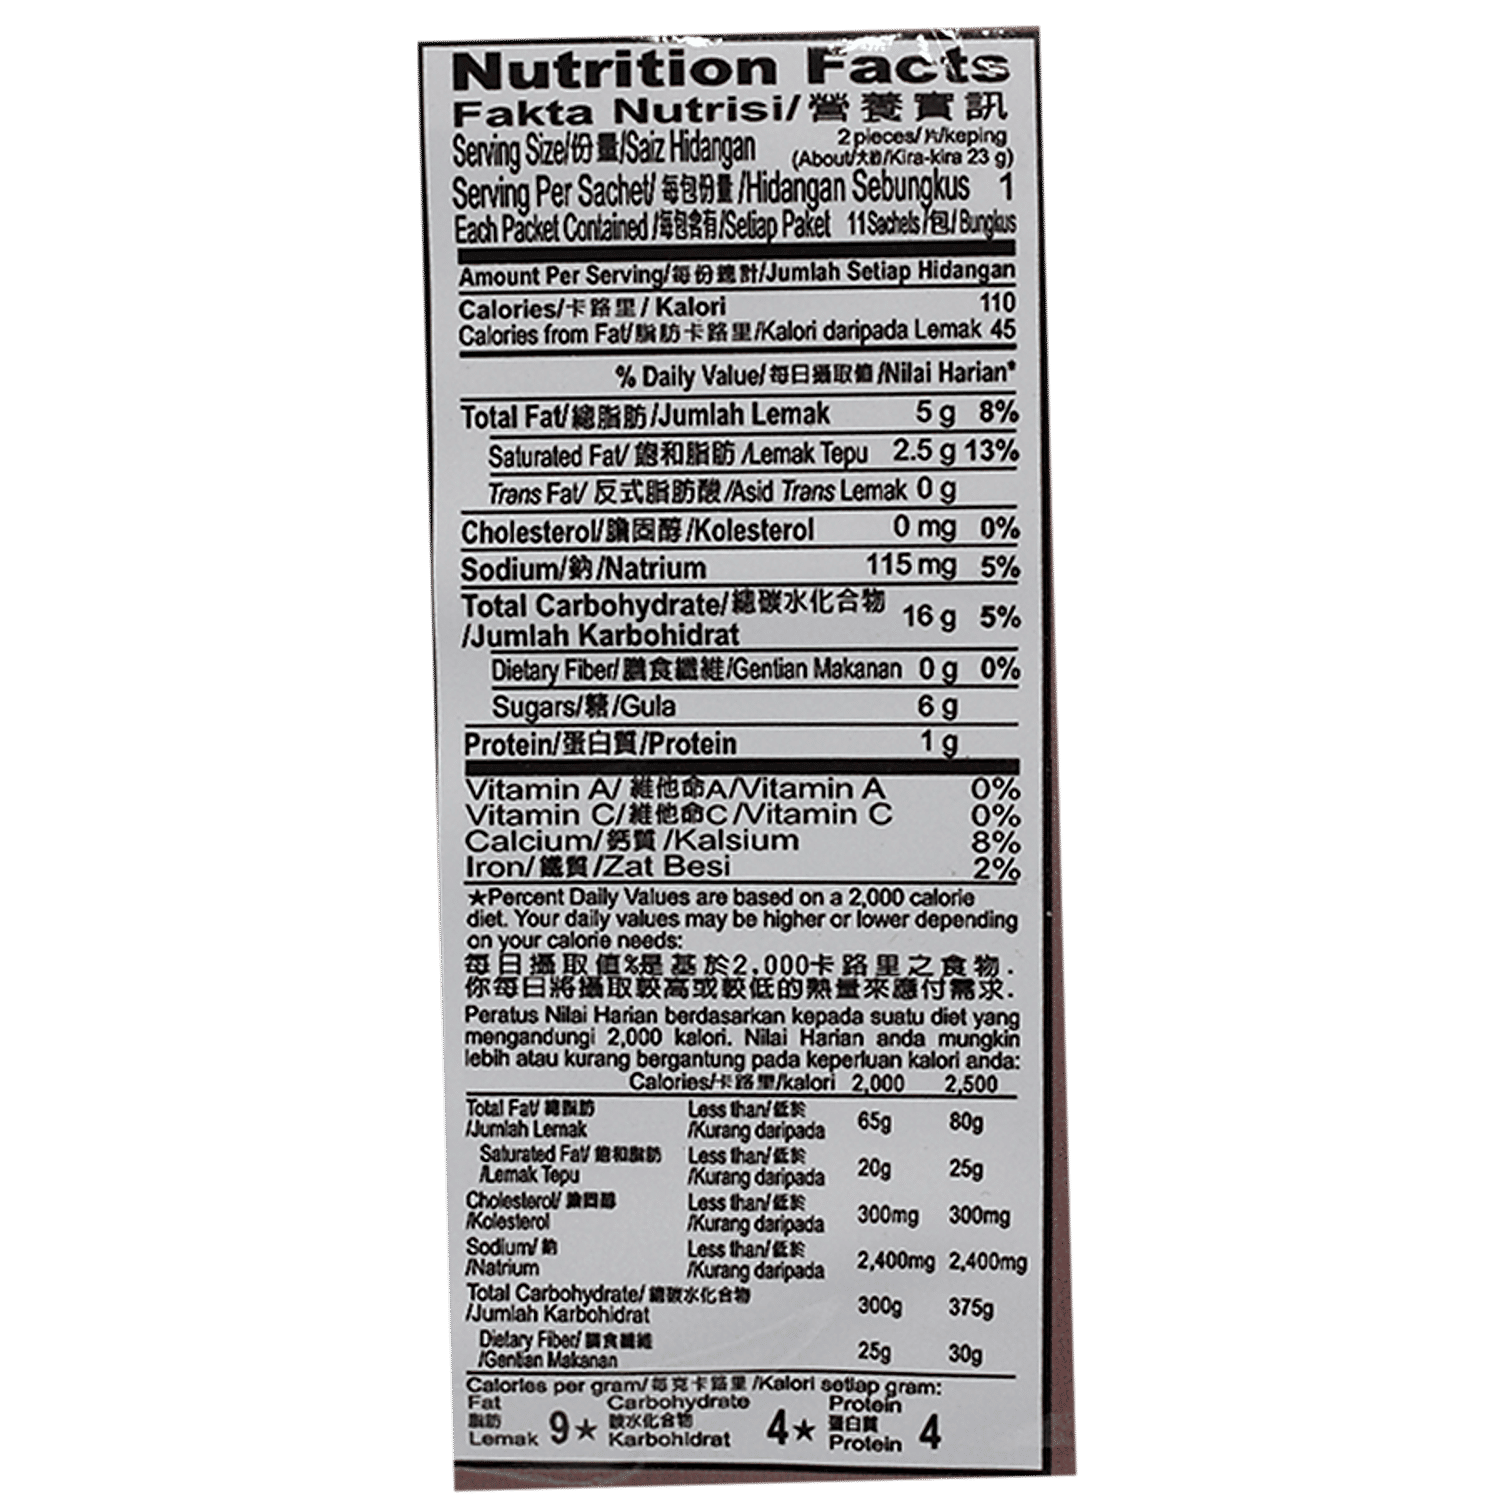 Nutrition Facts
Fakta Nutrisi/營養資訊
Serving Size/份量/Saiz Hidangan 2 pieces/片/keping
(About/大約/Kira-kira 23 g)
Serving Per Sachet/ 每包份量 /Hidangan Sebungkus 1
Each Packet Contained /每包含有/Setiap Paket 11 Sachets /包/ Bungkus
Amount Per Serving/每份總計/Jumlah Setiap Hidangan
Calories/卡路里/ Kalori 110
Calories from Fat/脂肪卡路里/Kalori daripada Lemak 45
% Daily Value/ 每日攝取值 /Nilai Harian*
Total Fat/ 總脂肪 /Jumlah Lemak 5 g 8%
Saturated Fat/ 飽和脂肪 /Lemak Tepu 2.5 g 13%
Trans Fat/ 反式脂肪酸 /Asid Trans Lemak 0 g
Cholesterol/膽固醇 /Kolesterol 0 mg 0%
Sodium/鈉 /Natrium 115 mg 5%
Total Carbohydrate/總碳水化合物
/Jumlah Karbohidrat 16 g 5%
Dietary Fiber/ 膳食纖維/Gentian Makanan 0 g 0%
Sugars/糖 /Gula 6 g
Protein/蛋白質/Protein 1 g
Vitamin A/ 維他命A/Vitamin A 0%
Vitamin C/維他命C/Vitamin C 0%
Calcium/鈣質 /Kalsium 8%
Iron/ 鐵質 /Zat Besi 2%
★Percent Daily Values are based on a 2,000 calorie
diet. Your daily values may be higher or lower depending
on your calorie needs:
每日攝取值%是基於2,000卡路里之食物.
你每日將攝取較高或較低的熱量來應付需求.
Peratus Nilai Harian berdasarkan kepada suatu diet yang
mengandungi 2,000 kalori. Nilai Harian anda mungkin
lebih atau kurang bergantung pada keperluan kalori anda:
Calories/卡路里/kalori 2,000 2,500
Total Fat/ 總脂肪 Less than/低於
/Jumlah Lemak /Kurang daripada 65g 80g
Saturated Fat/ 飽和脂肪 Less than/低於
/Lemak Tepu /Kurang daripada 20g 25g
Cholesterol/ 膽固醇 Less than/低於
/Kolesterol /Kurang daripada 300mg 300mg
Sodium/ 鈉 Less than/低於
/Natrium /Kurang daripada 2,400mg 2,400mg
Total Carbohydrate/ 總碳水化合物
/Jumlah Karbohidrat 300g 375g
Dietary Fiber/ 膳食纖維
/Gentian Makanan 25g 30g
Calories per gram/ 每克卡路里 /Kalori setiap gram:
Fat Carbohydrate Protein
脂肪 9★ 碳水化合物 4★ 蛋白質 4
Lemak Karbohidrat Protein